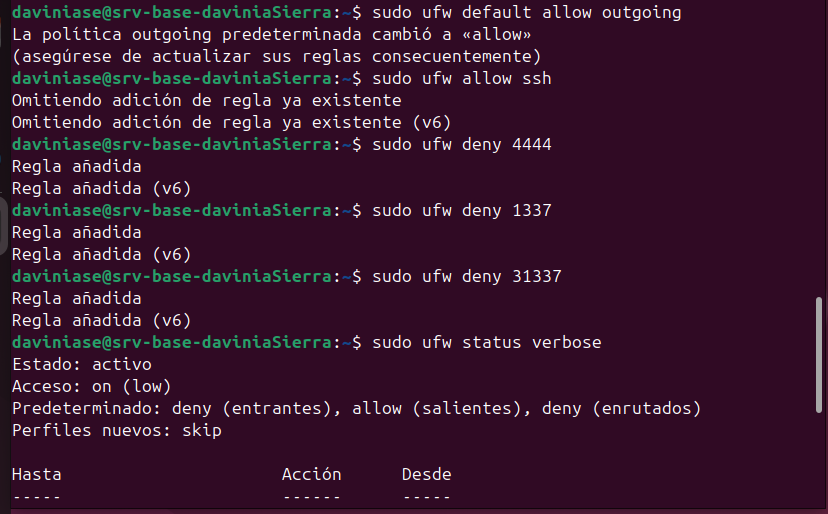 daviniase@srv-base-daviniaSierra:~$ sudo ufw default allow outgoing
La política outgoing predeterminada cambió a «allow»
(asegúrese de actualizar sus reglas consecuentemente)
daviniase@srv-base-daviniaSierra:~$ sudo ufw allow ssh
Omitiendo adición de regla ya existente
Omitiendo adición de regla ya existente (v6)
daviniase@srv-base-daviniaSierra:~$ sudo ufw deny 4444
Regla añadida
Regla añadida (v6)
daviniase@srv-base-daviniaSierra:~$ sudo ufw deny 1337
Regla añadida
Regla añadida (v6)
daviniase@srv-base-daviniaSierra:~$ sudo ufw deny 31337
Regla añadida
Regla añadida (v6)
daviniase@srv-base-daviniaSierra:~$ sudo ufw status verbose
Estado: activo
Acceso: on (low)
Predeterminado: deny (entrantes), allow (salientes), deny (enrutados)
Perfiles nuevos: skip

Hasta                      Acción      Desde
-----                      ------      -----